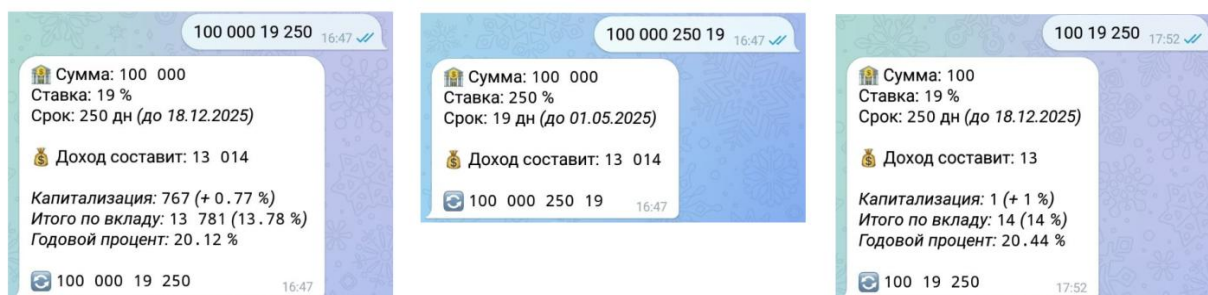 100 000 19 250 16:47
Сумма: 100 000
Ставка: 19 %
Срок: 250 дн (до 18.12.2025)
Доход составит: 13 014
Капитализация: 767 (+ 0.77 %)
Итого по вкладу: 13 781 (13.78 %)
Годовой процент: 20.12 %
100 000 19 250 16:47
100 000 250 19 16:47
Сумма: 100 000
Ставка: 250 %
Срок: 19 дн (до 01.05.2025)
Доход составит: 13 014
100 000 250 19 16:47
100 19 250 17:52
Сумма: 100
Ставка: 19 %
Срок: 250 дн (до 18.12.2025)
Доход составит: 13
Капитализация: 1 (+ 1 %)
Итого по вкладу: 14 (14 %)
Годовой процент: 20.44 %
100 19 250 17:52